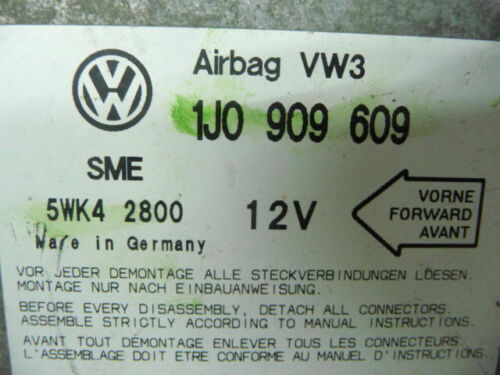 Airbag VW3
1J0 909 609
SME
5WK4 2800
12V
VORNE
FORWARD
AVANT
Made in Germany
VOR JEDER DEMONTAGE ALLE STECKVERBINDUNGEN LOESEN.
MONTAGE NUR NACH EINBAUANWEISUNG.
BEFORE EVERY DISASSEMBLY, DETACH ALL CONNECTORS.
ASSEMBLE STRICTLY ACCORDING TO MANUAL INSTRUCTIONS.
AVANT TOUT DÉMONTAGE ENLEVER TOUS LES CONNECTEURS.
L'ASSEMBLAGE DOIT ETRE CONFORME AU MANUEL D'INSTRUCTIONS.